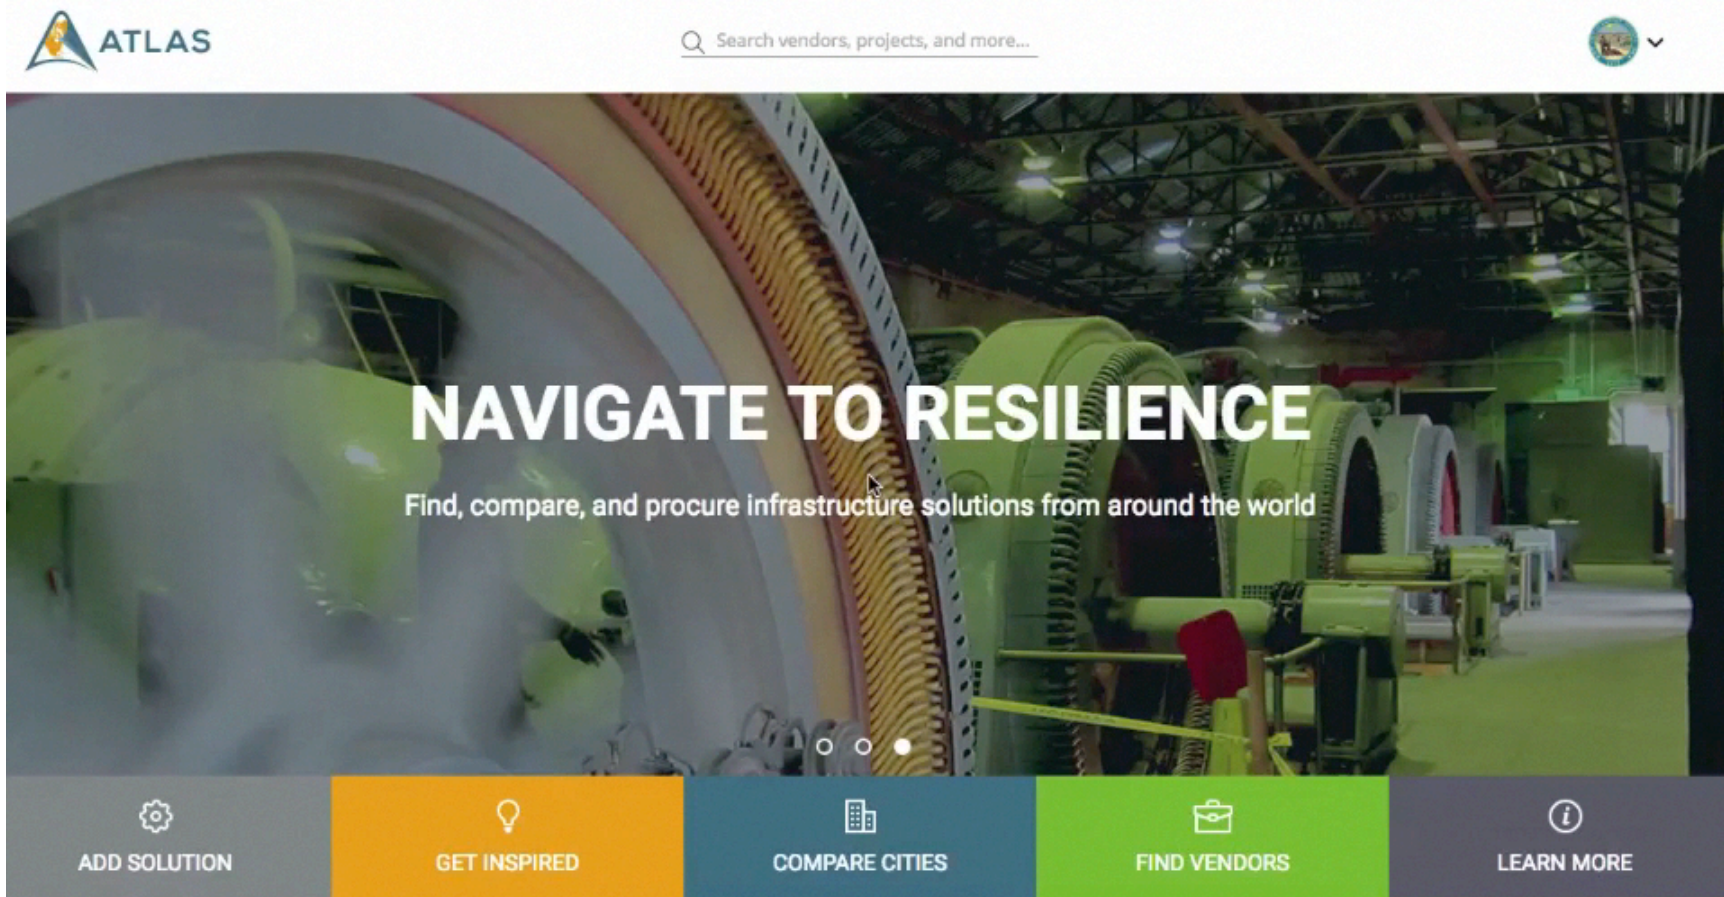 ATLAS
Search vendors, projects, and more...
NAVIGATE TO RESILIENCE
Find, compare, and procure infrastructure solutions from around the world
ADD SOLUTION
GET INSPIRED
COMPARE CITIES
FIND VENDORS
LEARN MORE